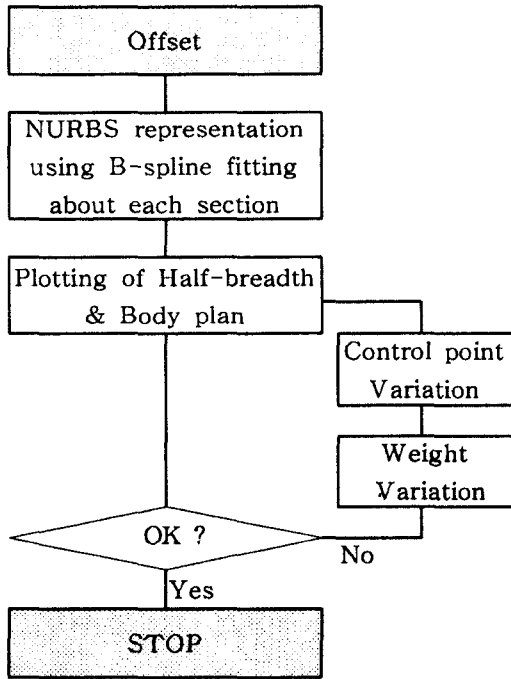 Offset
NURBS representation
using B-spline fitting
about each section
Plotting of Half-breadth
& Body plan
Control point
Variation
Weight
Variation
OK ?
No
Yes
STOP